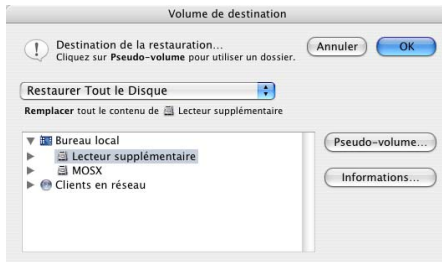 Volume de destination
Destination de la restauration...
Cliquez sur Pseudo-volume pour utiliser un dossier.
Annuler
OK
Restaurer Tout le Disque
Remplacer tout le contenu de Lecteur supplémentaire
Bureau local
Lecteur supplémentaire
MOSX
Clients en réseau
Pseudo-volume...
Informations...